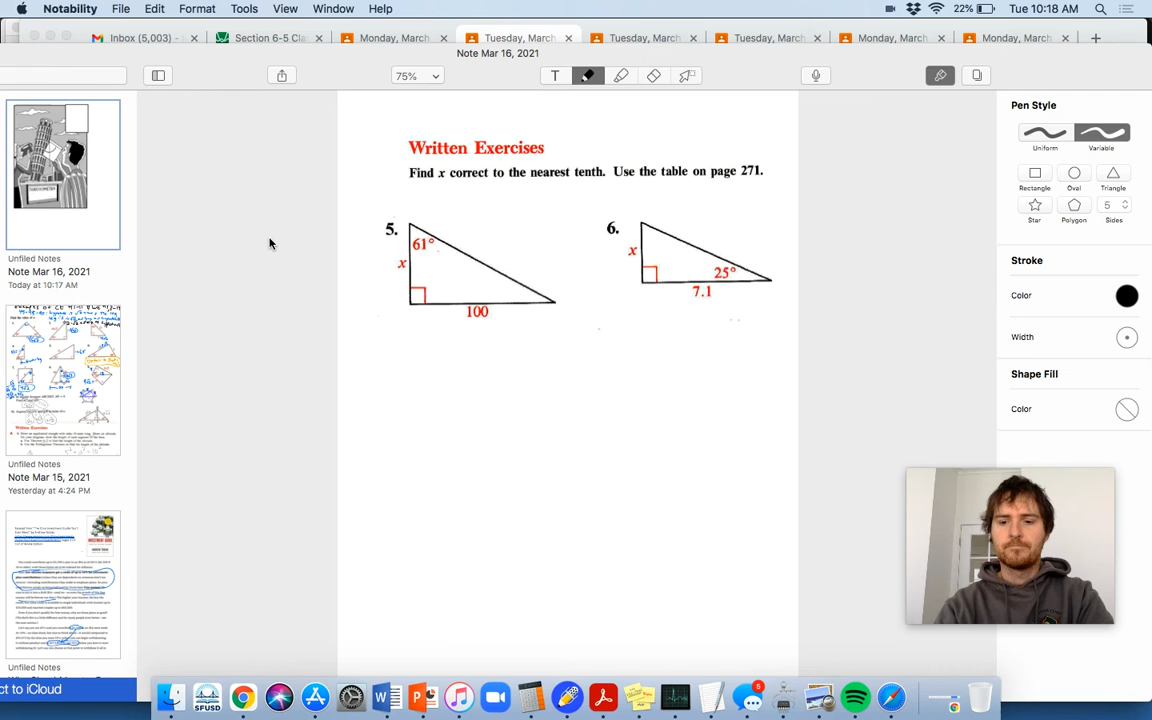 Notability File Edit Format Tools View Window Help 22% Tue 10:18 AM
Inbox (5,003) Section 6-5 Cla Monday, March Tuesday, March Tuesday, March Tuesday, March Monday, March Monday, March
Note Mar 16, 2021
75% T
Pen Style
Uniform Variable
Rectangle Oval Triangle
5
Star Polygon Sides
Stroke
Color
Width
Shape Fill
Color
Unfiled Notes
Note Mar 16, 2021
Today at 10:17 AM
Unfiled Notes
Note Mar 15, 2021
Yesterday at 4:24 PM
Unfiled Notes
ct to iCloud
Written Exercises
Find x correct to the nearest tenth. Use the table on page 271.
5.
61°
x
100
6.
x
25°
7.1
SFUSD
5